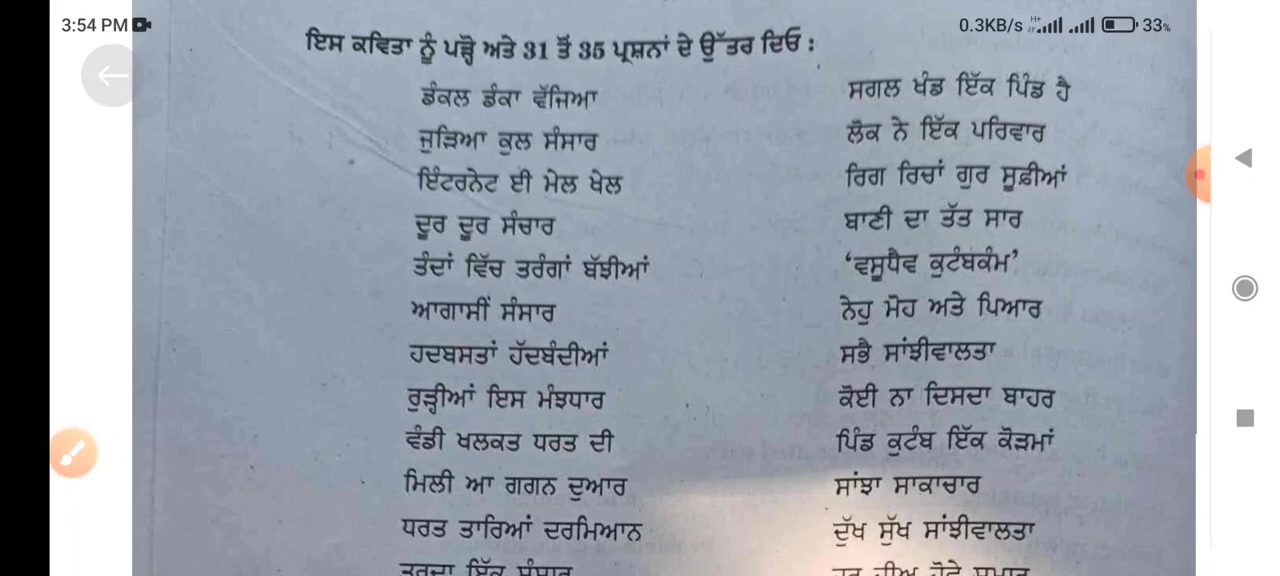 3:54 PM
0.3KB/s
H+
33%
ਇਸ ਕਵਿਤਾ ਨੂੰ ਪੜ੍ਹੋ ਅਤੇ 31 ਤੋਂ 35 ਪ੍ਰਸ਼ਨਾਂ ਦੇ ਉੱਤਰ ਦਿਓ :
ਡੰਕਲ ਡੰਕਾ ਵੱਜਿਆ
ਜੁੜਿਆ ਕੁਲ ਸੰਸਾਰ
ਇੰਟਰਨੇਟ ਈ ਮੇਲ ਖੇਲ
ਦੂਰ ਦੂਰ ਸੰਚਾਰ
ਤੰਦਾਂ ਵਿੱਚ ਤਰੰਗਾਂ ਬੱਝੀਆਂ
ਆਗਾਸੀਂ ਸੰਸਾਰ
ਹਦਬਸਤਾਂ ਹੱਦਬੰਦੀਆਂ
ਰੁੜ੍ਹੀਆਂ ਇਸ ਮੰਝਧਾਰ
ਵੰਡੀ ਖਲਕਤ ਧਰਤ ਦੀ
ਮਿਲੀ ਆ ਗਗਨ ਦੁਆਰ
ਧਰਤ ਤਾਰਿਆਂ ਦਰਮਿਆਨ
ਇੱਕ ਸੰਸਾਰ
ਸਗਲ ਖੰਡ ਇੱਕ ਪਿੰਡ ਹੈ
ਲੋਕ ਨੇ ਇੱਕ ਪਰਿਵਾਰ
ਰਿਗ ਰਿਚਾਂ ਗੁਰ ਸੂਫ਼ੀਆਂ
ਬਾਣੀ ਦਾ ਤੱਤ ਸਾਰ
‘ਵਸੂਧੈਵ ਕੁਟੰਬਕੰਮ’
ਨੇਹੁ ਮੋਹ ਅਤੇ ਪਿਆਰ
ਸਭੈ ਸਾਂਝੀਵਾਲਤਾ
ਕੋਈ ਨਾ ਦਿਸਦਾ ਬਾਹਰ
ਪਿੰਡ ਕੁਟੰਬ ਇੱਕ ਕੋੜਮਾਂ
ਸਾਂਝਾ ਸਾਕਾਚਾਰ
ਦੁੱਖ ਸੁੱਖ ਸਾਂਝੀਵਾਲਤਾ